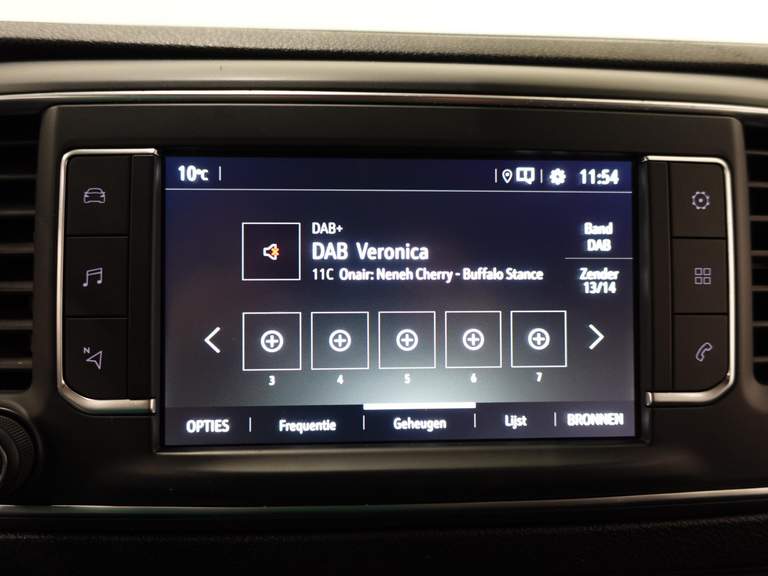 10°C
11:54
DAB+
DAB Veronica
11C Onair: Neneh Cherry - Buffalo Stance
Band
DAB
Zender
13/14
3 4 5 6 7
OPTIES Frequentie Geheugen Lijst BRONNEN
N